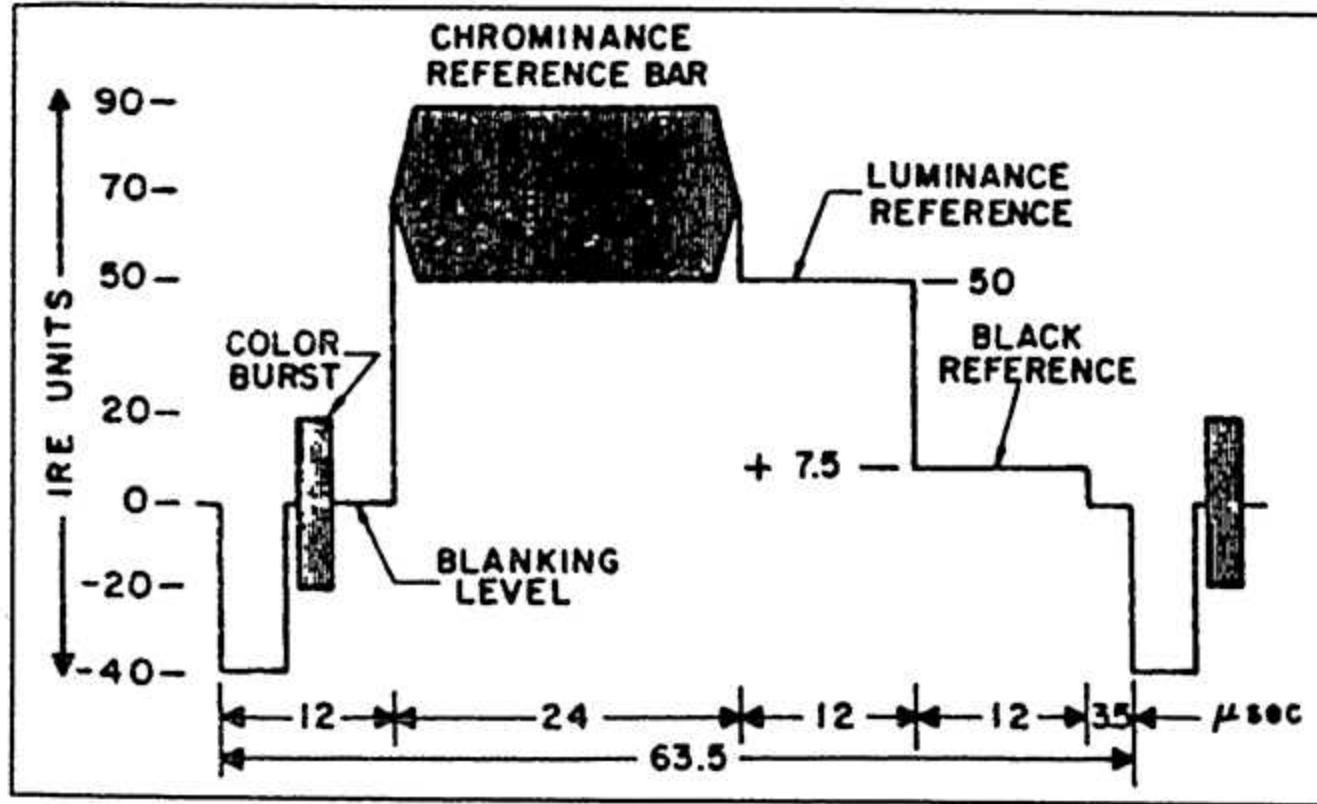 CHROMINANCE
REFERENCE BAR
90
70
50
20
0
-20
-40
IRE UNITS
LUMINANCE
REFERENCE
50
COLOR
BURST
BLACK
REFERENCE
+ 7.5
BLANKING
LEVEL
12
24
12
12
3.5
μsec
63.5